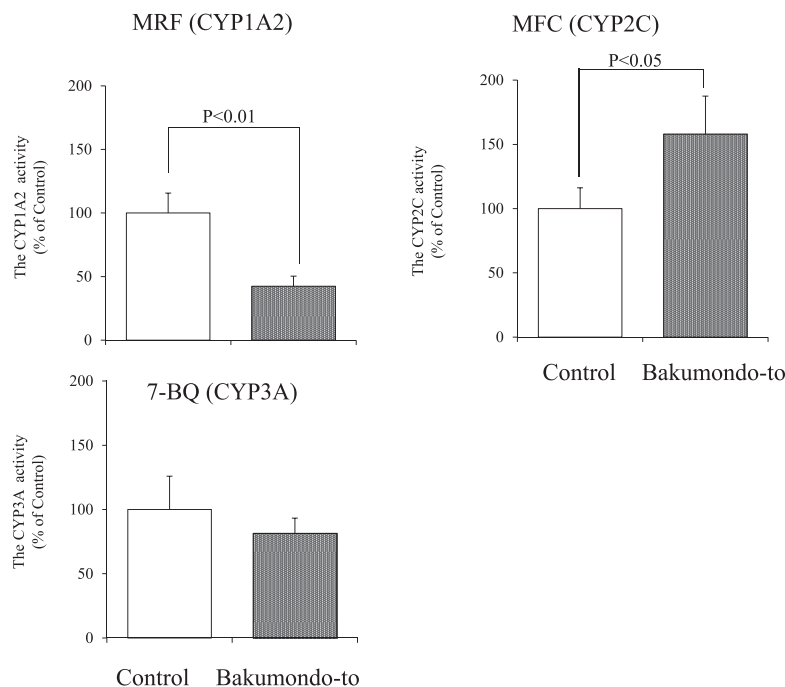 MRF (CYP1A2)
P<0.01
200
150
100
50
0
The CYP1A2 activity
(% of Control)
MFC (CYP2C)
P<0.05
200
150
100
50
0
The CYP2C activity
(% of Control)
Control Bakumondo-to
7-BQ (CYP3A)
200
150
100
50
0
The CYP3A activity
(% of Control)
Control Bakumondo-to